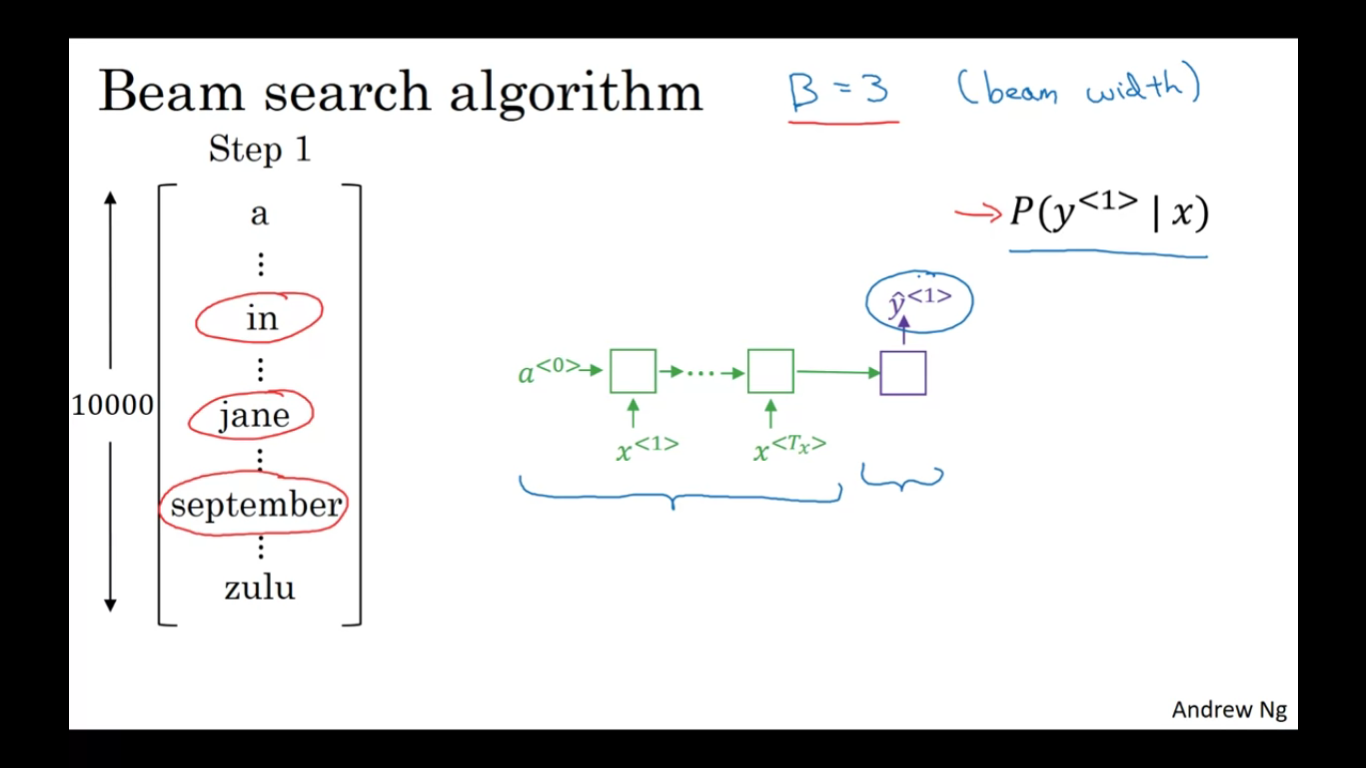 Beam search algorithm B = 3 (beam width)
Step 1
P(y<1> | x)
a
⋮
in
⋮
jane
⋮
september
⋮
zulu
10000
ŷ<1>
a<0> ...
x<1> x<Tx>
Andrew Ng